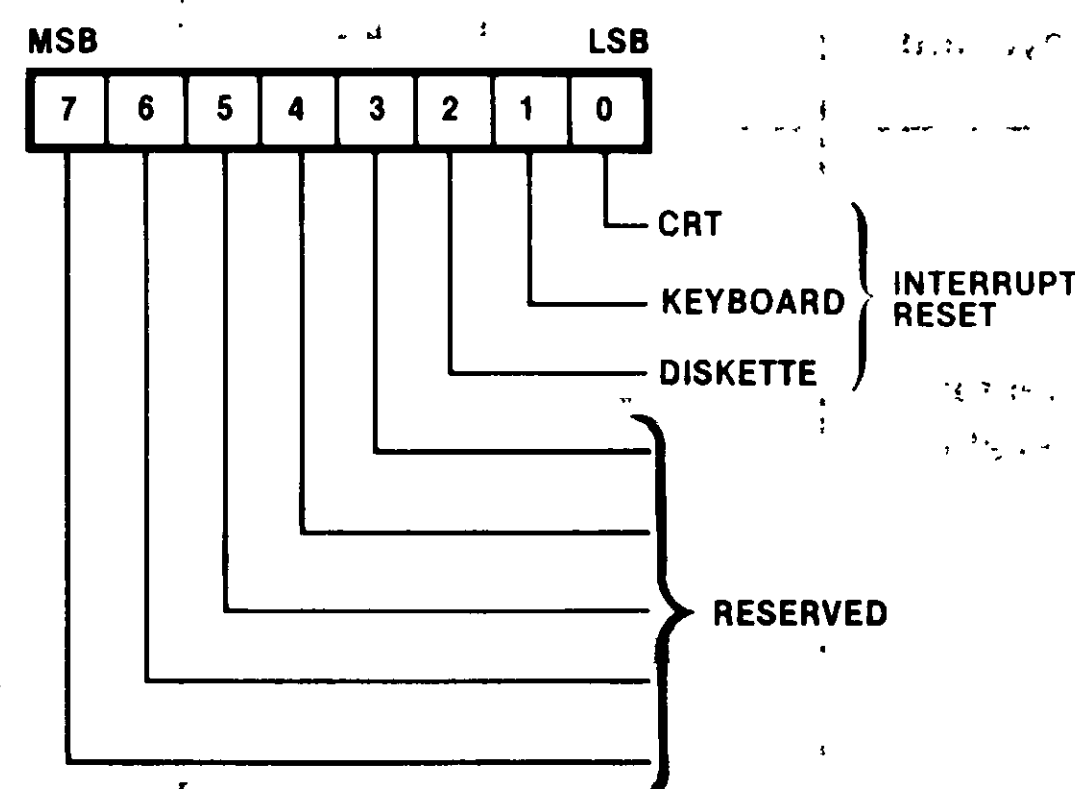 MSB LSB
7 6 5 4 3 2 1 0
CRT
KEYBOARD
INTERRUPT
RESET
DISKETTE
RESERVED